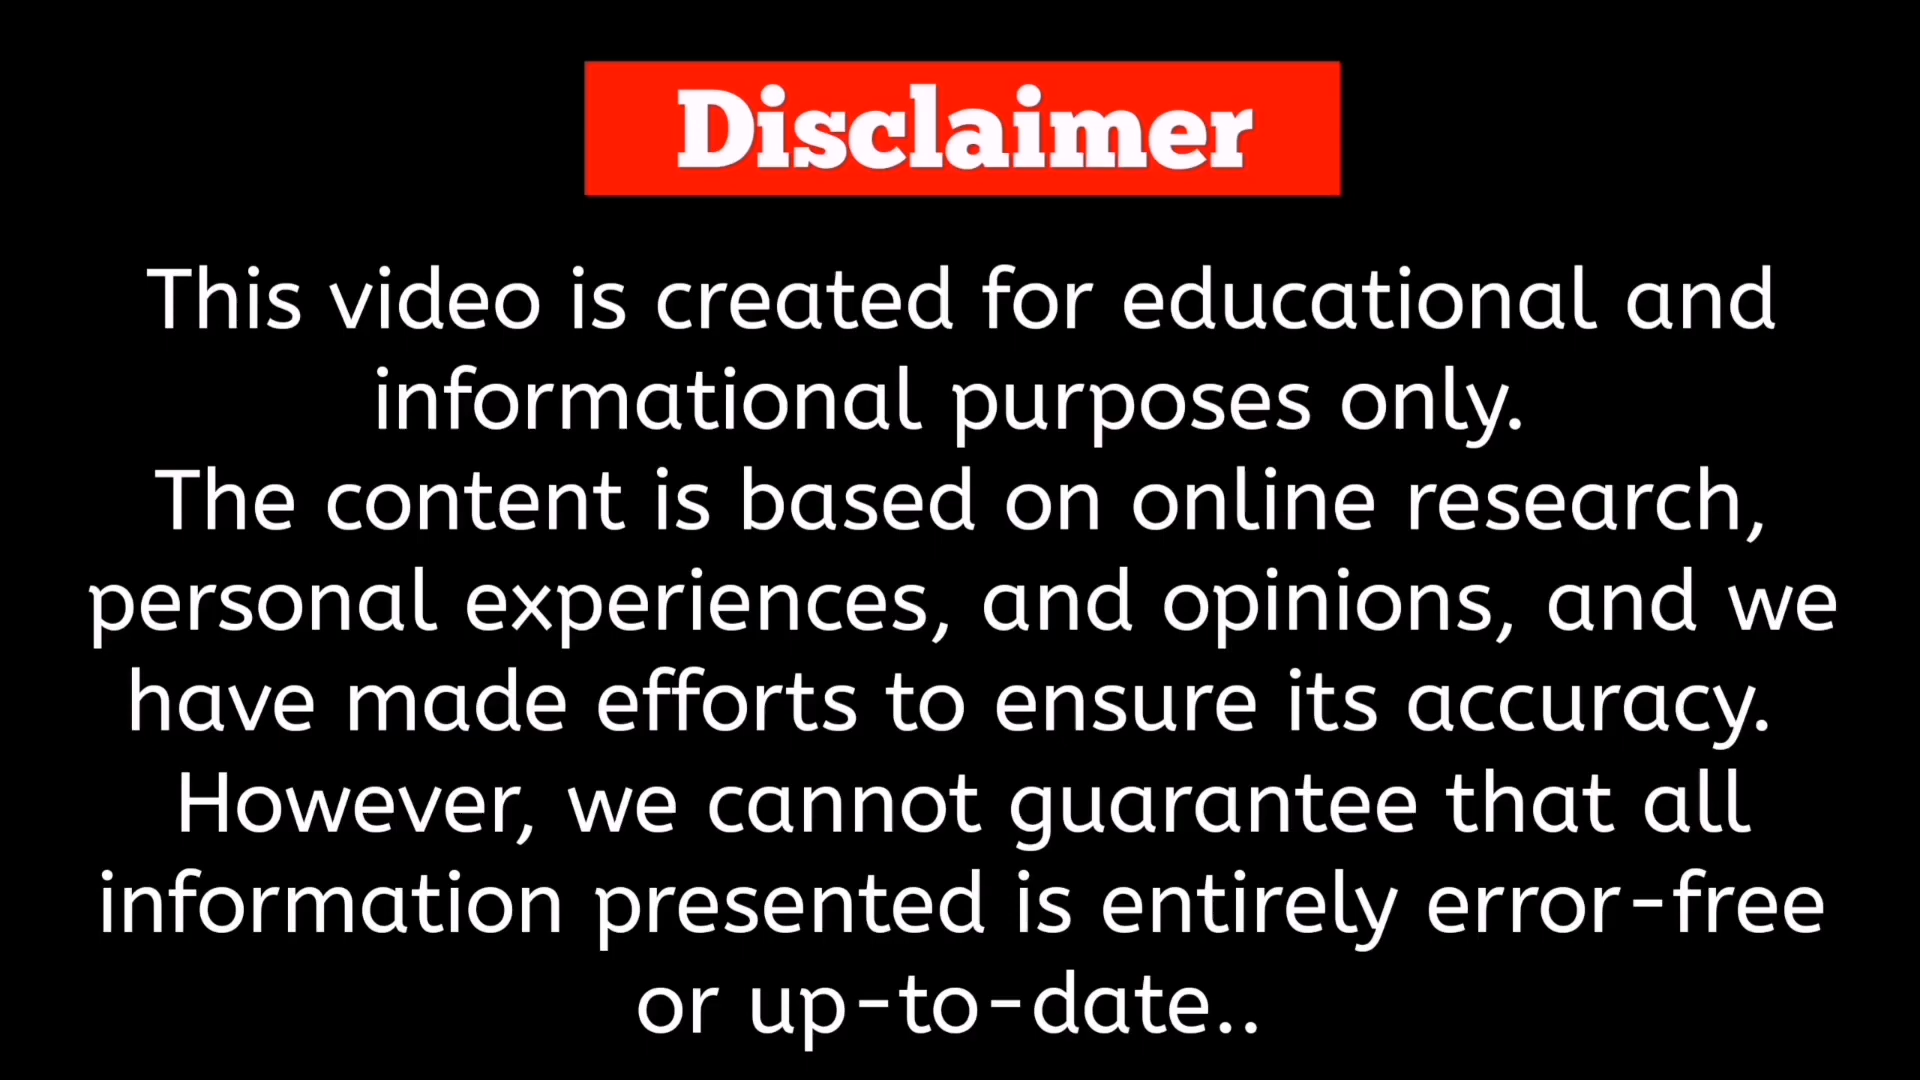 Disclaimer
This video is created for educational and
informational purposes only.
The content is based on online research,
personal experiences, and opinions, and we
have made efforts to ensure its accuracy.
However, we cannot guarantee that all
information presented is entirely error-free
or up-to-date..